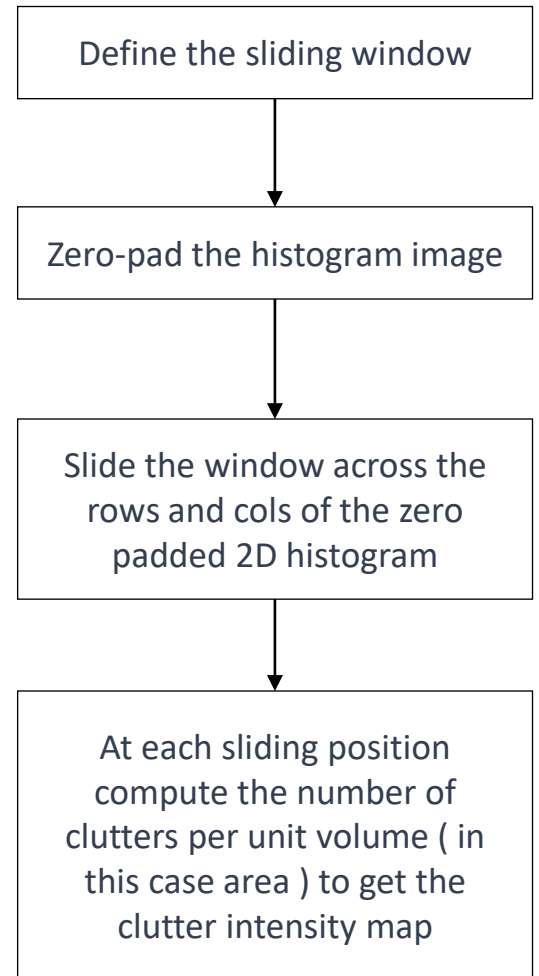 Define the sliding window
Zero-pad the histogram image
Slide the window across the
rows and cols of the zero
padded 2D histogram
At each sliding position
compute the number of
clutters per unit volume ( in
this case area ) to get the
clutter intensity map